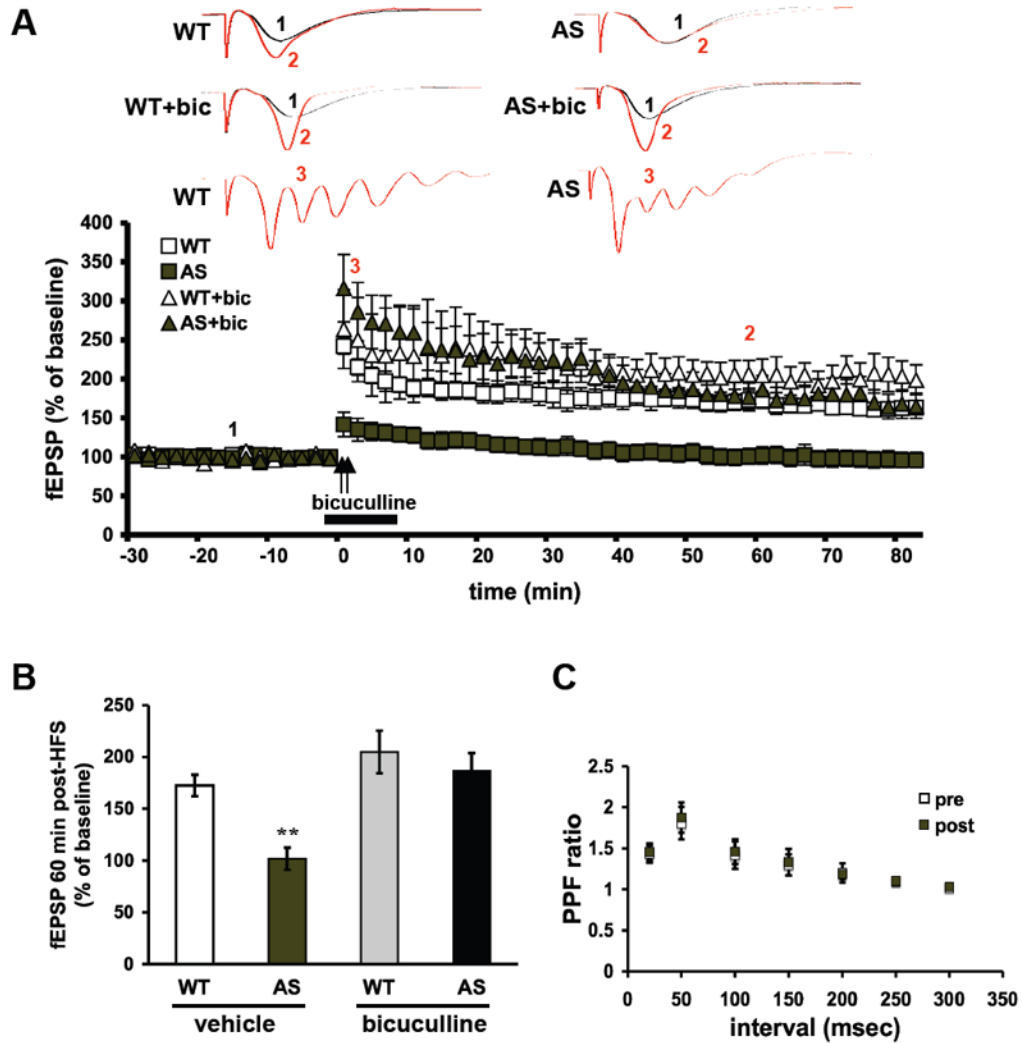 A
WT
1
2
AS
2
WT+bic
1
2
AS+bic
1
2
WT
3
AS
3
400
350
300
250
200
150
100
50
0
fEPSP (% of baseline)
WT
AS
WT+bic
AS+bic
3
2
1
bicuculline
-30 -20 -10 0 10 20 30 40 50 60 70 80
time (min)
B
250
200
150
100
50
0
fEPSP 60 min post-HFS
(% of baseline)
**
WT AS WT AS
vehicle bicuculline
C
2.5
2
1.5
1
0.5
0
PPF ratio
pre
post
0 50 100 150 200 250 300 350
interval (msec)